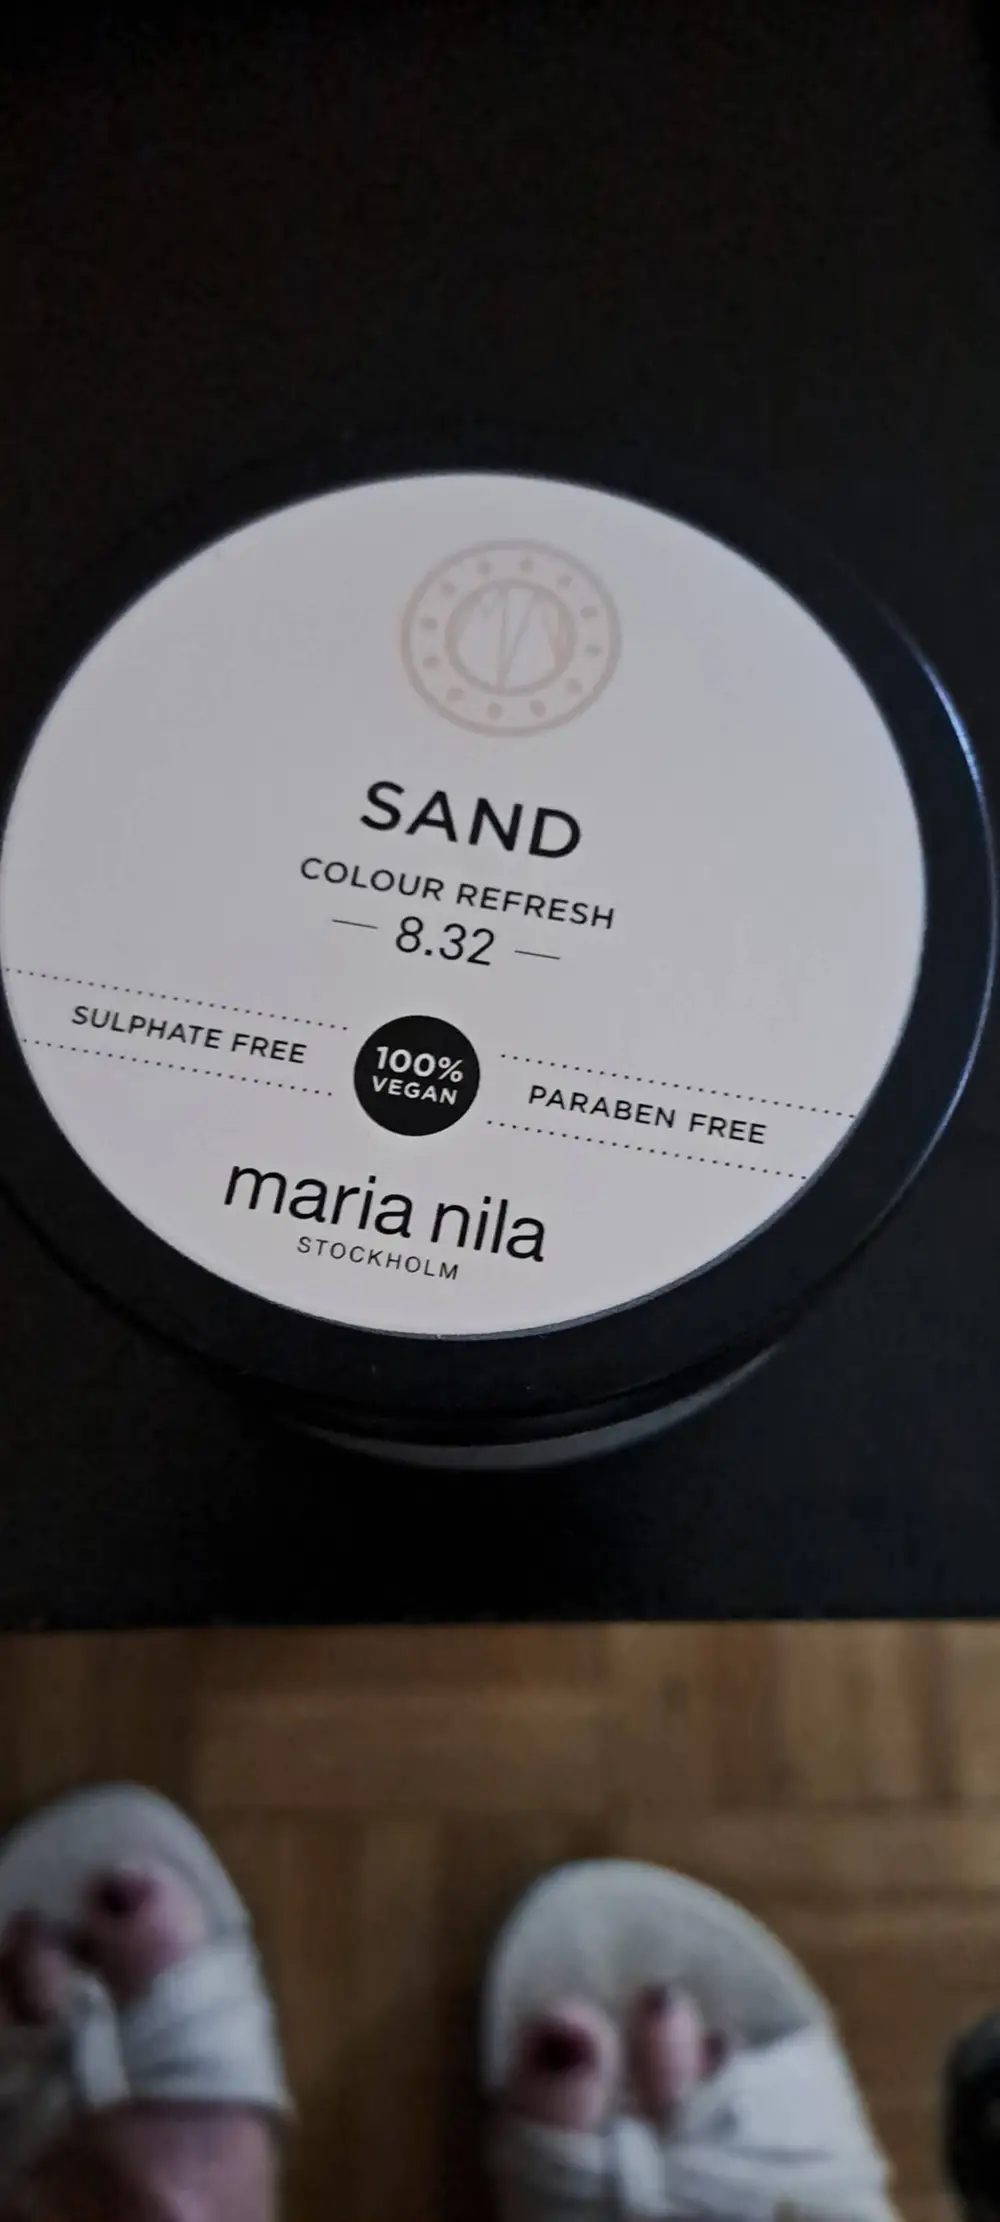 SAND
COLOUR REFRESH
— 8.32 —
SULPHATE FREE
100%
VEGAN
PARABEN FREE
maria nila
STOCKHOLM